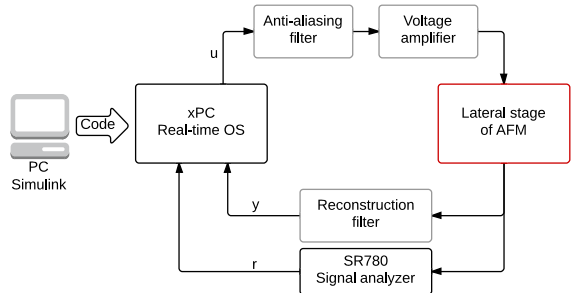 Anti-aliasing
filter
Voltage
amplifier
u
xPC
Real-time OS
Code
Lateral stage
of AFM
PC
Simulink
y
Reconstruction
filter
r
SR780
Signal analyzer